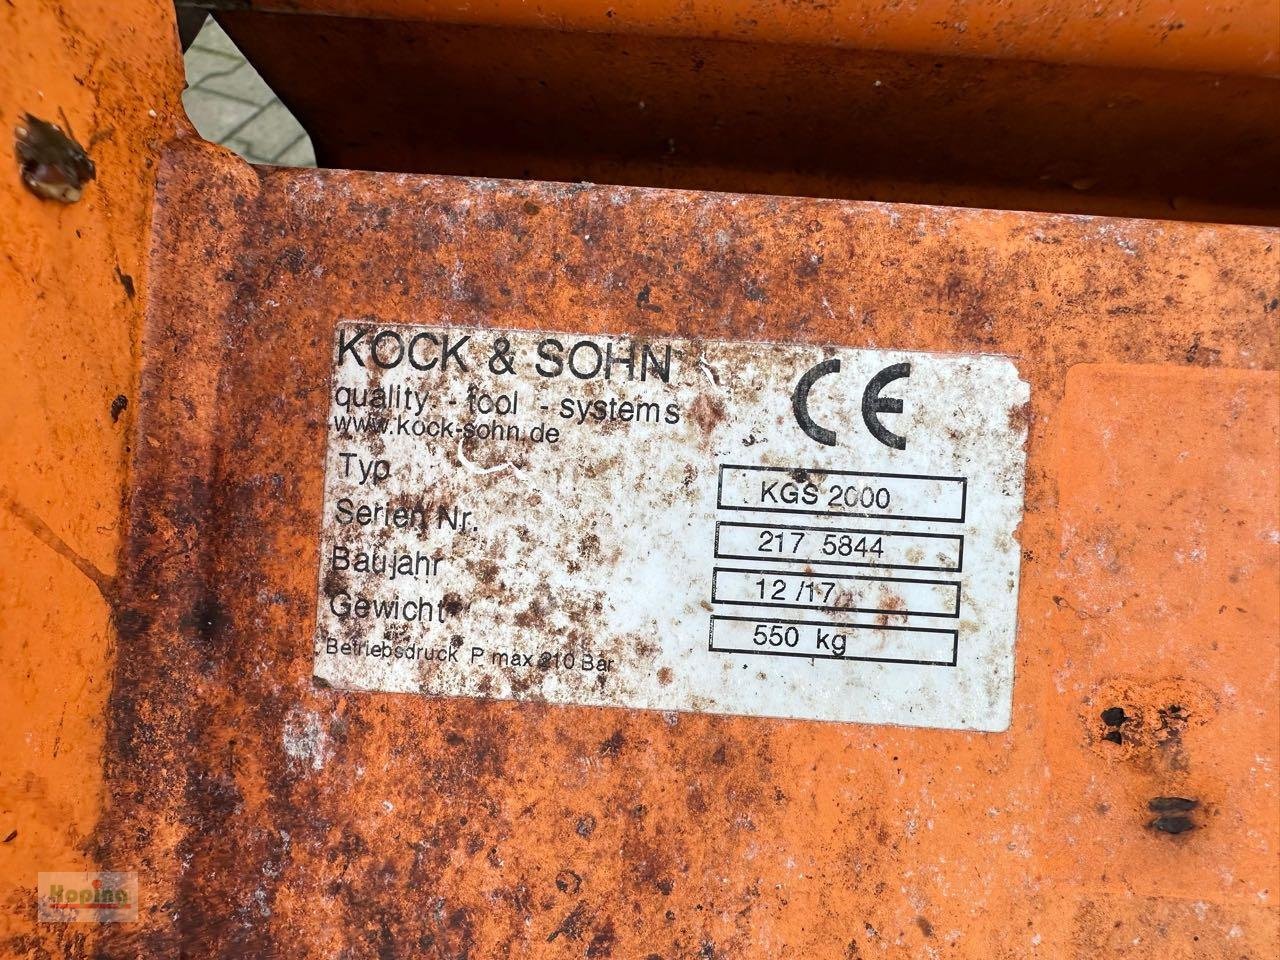 KOCK & SOHN CE
quality - tool - systems
www.kock-sohn.de
Typ KGS 2000
Serien Nr. 217 5844
Baujahr 12 /17
Gewicht 550 kg
Betriebsdruck P max 210 Bar